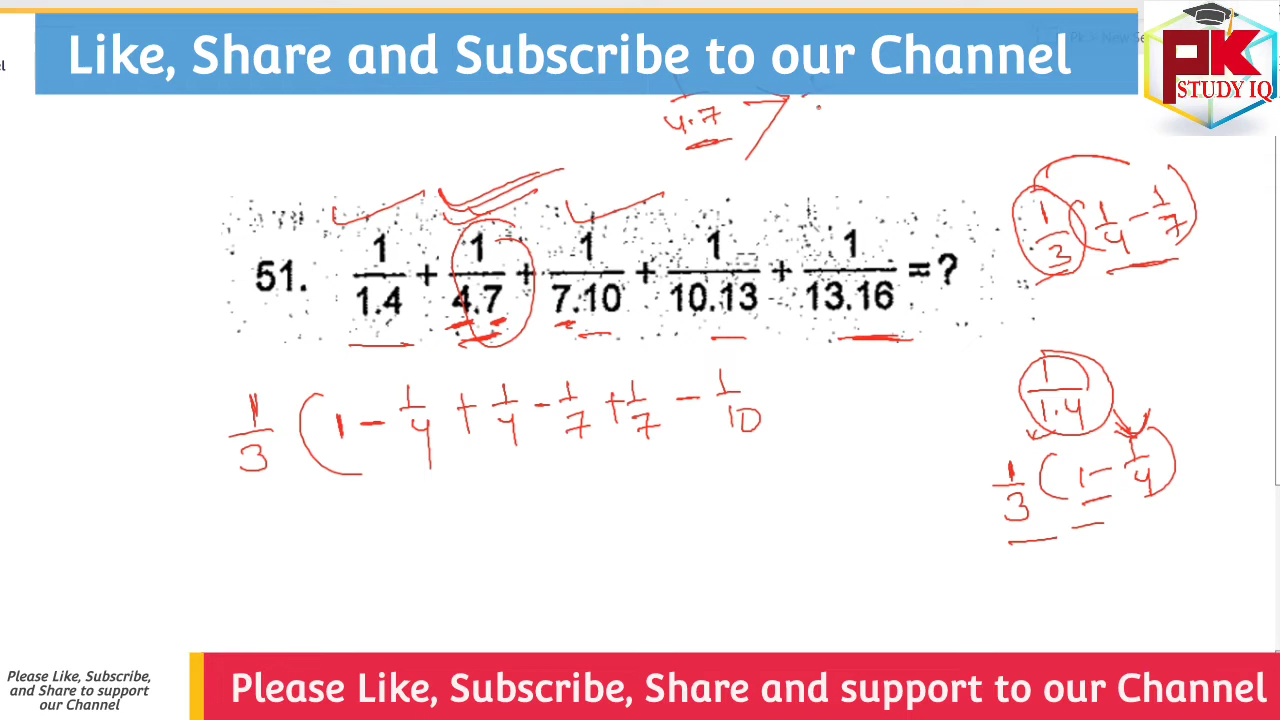 Like, Share and Subscribe to our Channel
PK
STUDY IQ
1/4.7
51. 1/1.4 + 1/4.7 + 1/7.10 + 1/10.13 + 1/13.16 = ?
1/3 (1/4 - 1/7)
1/3 (1 - 1/4 + 1/4 - 1/7 + 1/7 - 1/10
1/1.4
1/3 (1 - 1/4)
Please Like, Subscribe,
and Share to support
our Channel
Please Like, Subscribe, Share and support to our Channel